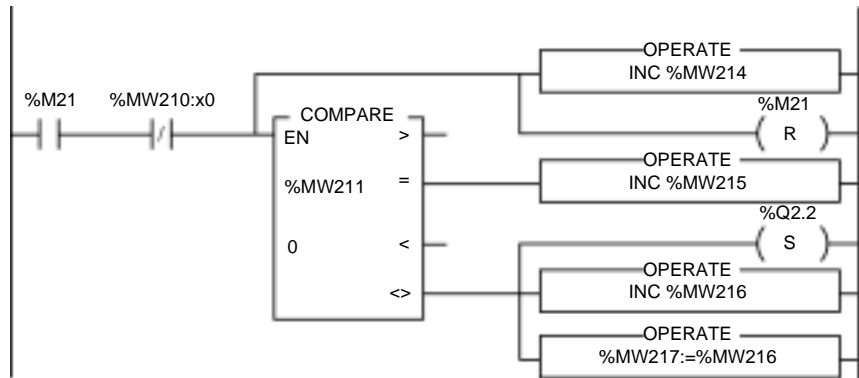 OPERATE
INC %MW214
%M21 %MW210:x0
%M21
COMPARE
EN >
R
OPERATE
%MW211 =
INC %MW215
%Q2.2
0 <
S
OPERATE
<>
INC %MW216
OPERATE
%MW217:=%MW216